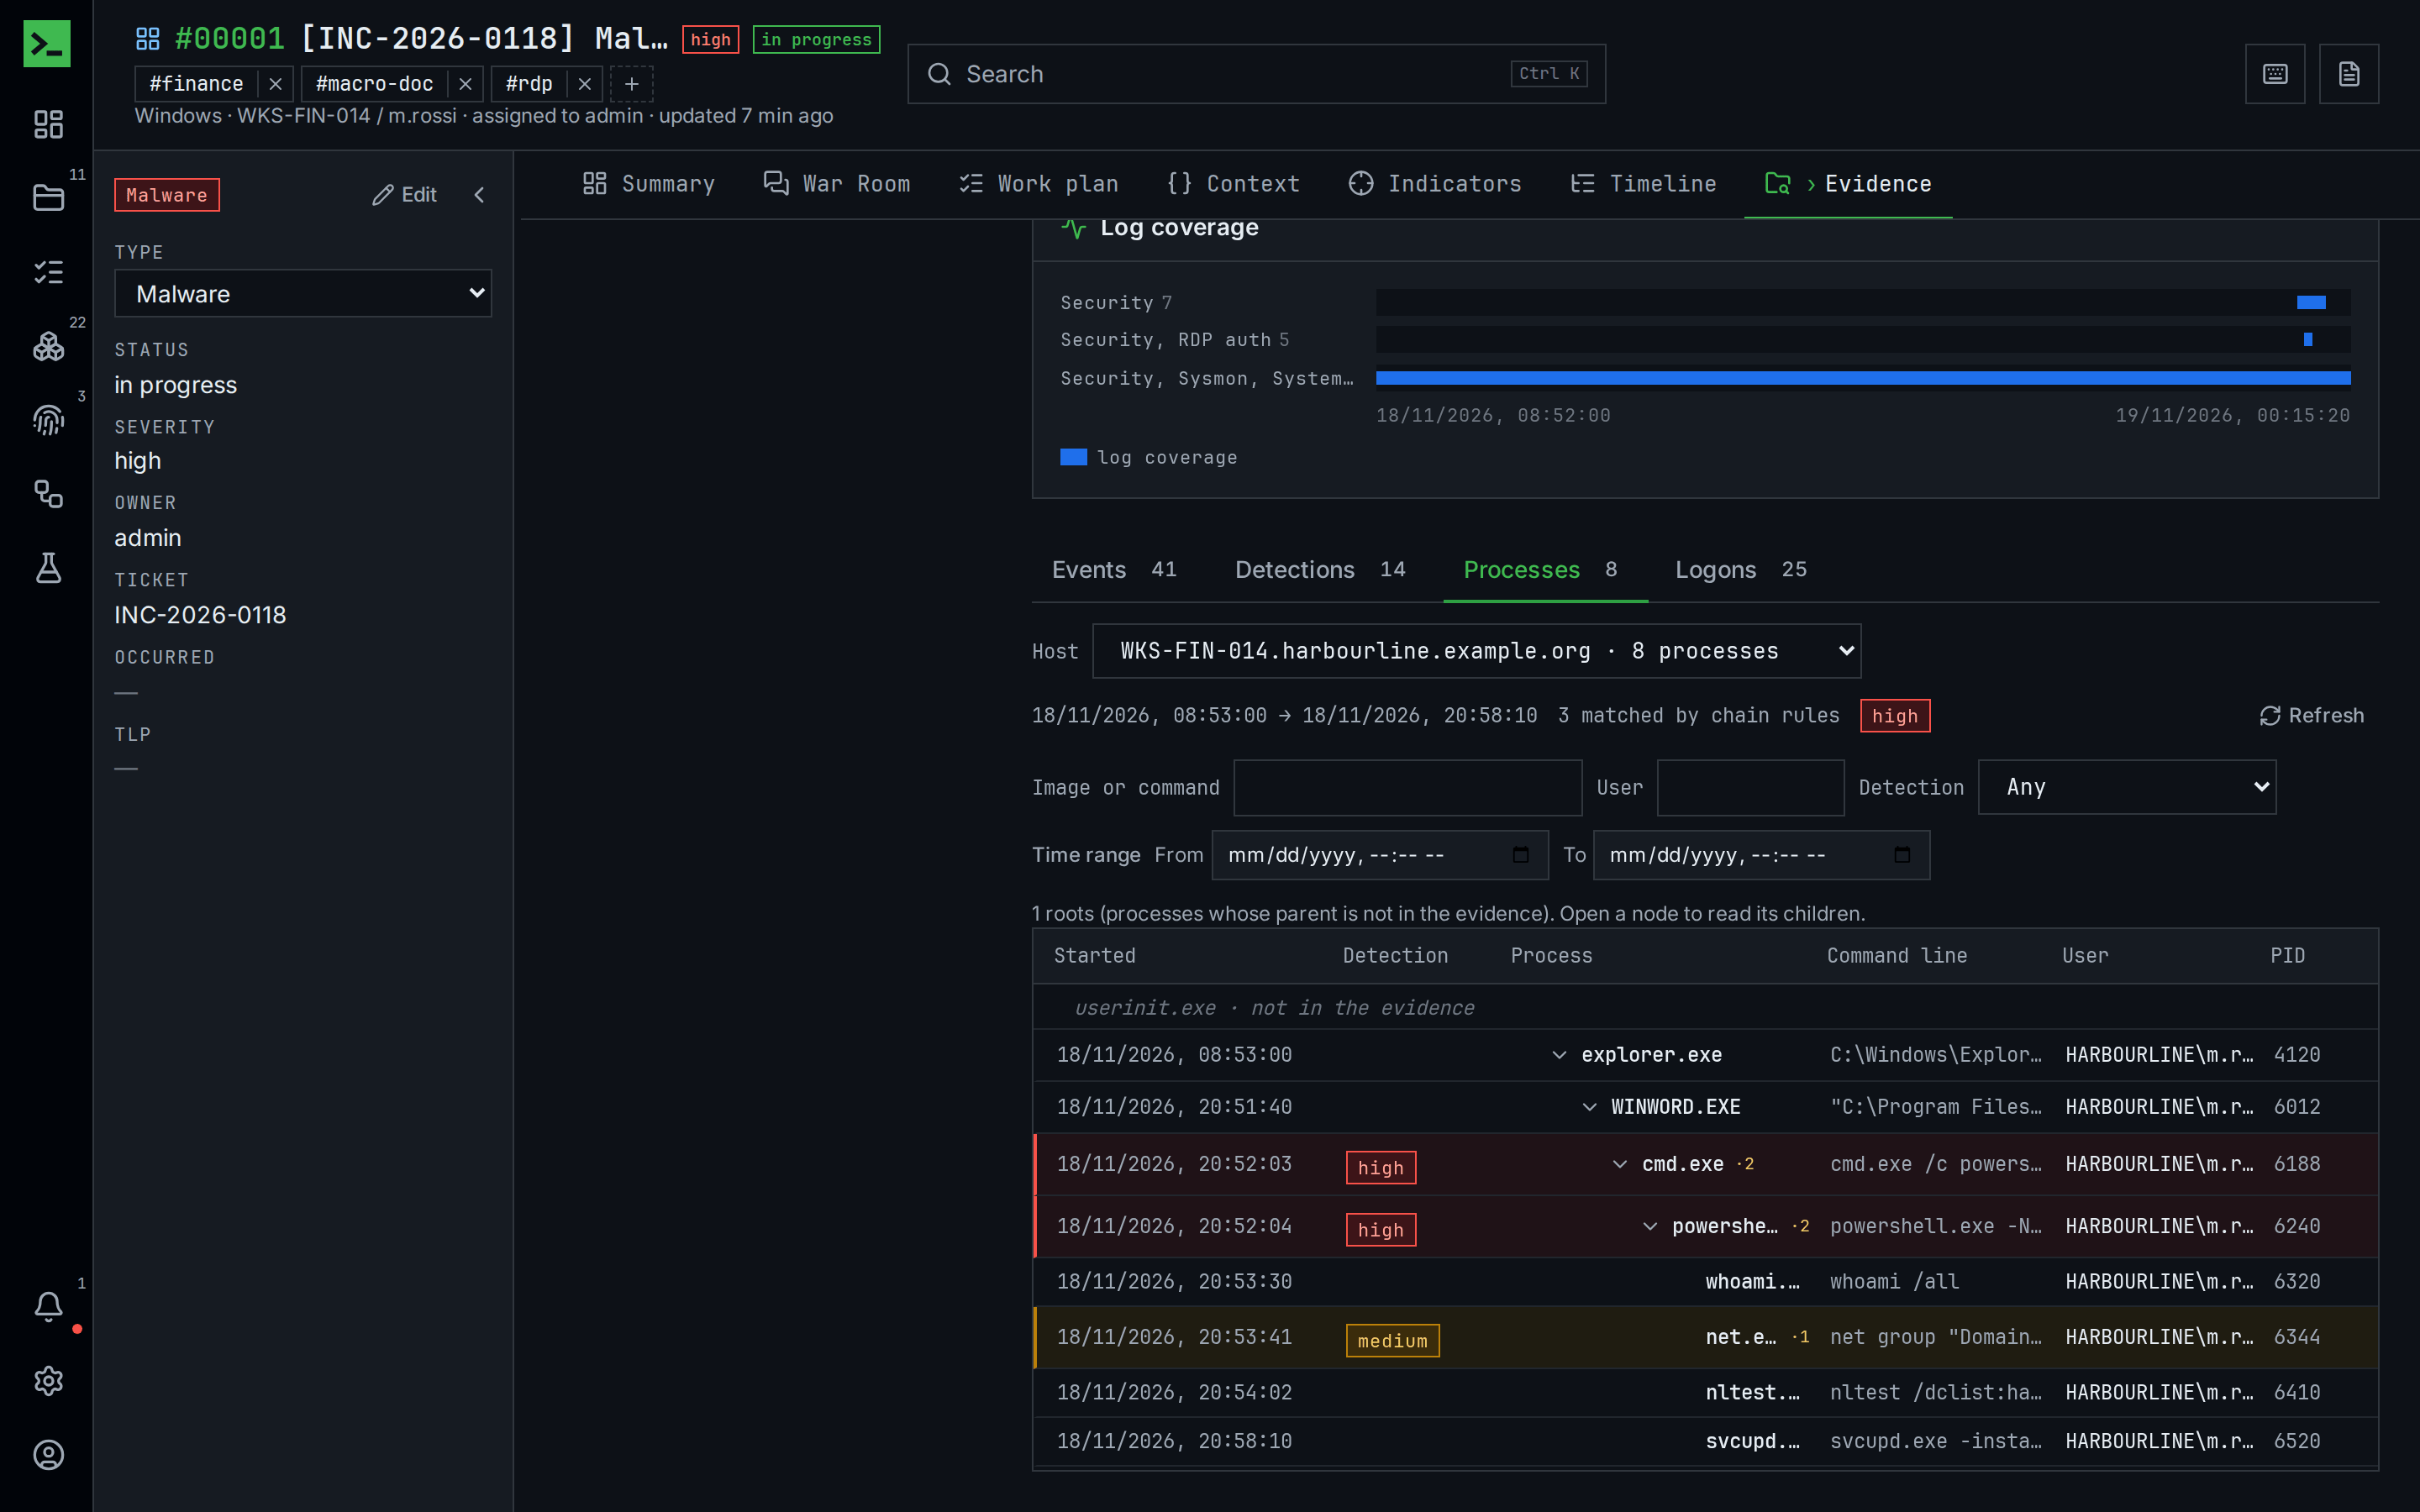 #00001 [INC-2026-0118] Mal… high in progress
#finance #macro-doc #rdp
Windows · WKS-FIN-014 / m.rossi · assigned to admin · updated 7 min ago
Search Ctrl K
11
22
3
1
Malware Edit
TYPE
Malware
STATUS
in progress
SEVERITY
high
OWNER
admin
TICKET
INC-2026-0118
OCCURRED
—
TLP
—
Summary War Room Work plan Context Indicators Timeline › Evidence
Log coverage
Security 7
Security, RDP auth 5
Security, Sysmon, System…
18/11/2026, 08:52:00 19/11/2026, 00:15:20
log coverage
Events 41 Detections 14 Processes 8 Logons 25
Host WKS-FIN-014.harbourline.example.org · 8 processes
18/11/2026, 08:53:00 → 18/11/2026, 20:58:10 3 matched by chain rules high Refresh
Image or command User Detection Any
Time range From mm/dd/yyyy, --:-- -- To mm/dd/yyyy, --:-- --
1 roots (processes whose parent is not in the evidence). Open a node to read its children.
Started Detection Process Command line User PID
userinit.exe · not in the evidence
18/11/2026, 08:53:00 explorer.exe C:\Windows\Explor… HARBOURLINE\m.r… 4120
18/11/2026, 20:51:40 WINWORD.EXE "C:\Program Files… HARBOURLINE\m.r… 6012
18/11/2026, 20:52:03 high cmd.exe ·2 cmd.exe /c powers… HARBOURLINE\m.r… 6188
18/11/2026, 20:52:04 high powershe… ·2 powershell.exe -N… HARBOURLINE\m.r… 6240
18/11/2026, 20:53:30 whoami.… whoami /all HARBOURLINE\m.r… 6320
18/11/2026, 20:53:41 medium net.e… ·1 net group "Domain… HARBOURLINE\m.r… 6344
18/11/2026, 20:54:02 nltest.… nltest /dclist:ha… HARBOURLINE\m.r… 6410
18/11/2026, 20:58:10 svcupd.… svcupd.exe -insta… HARBOURLINE\m.r… 6520